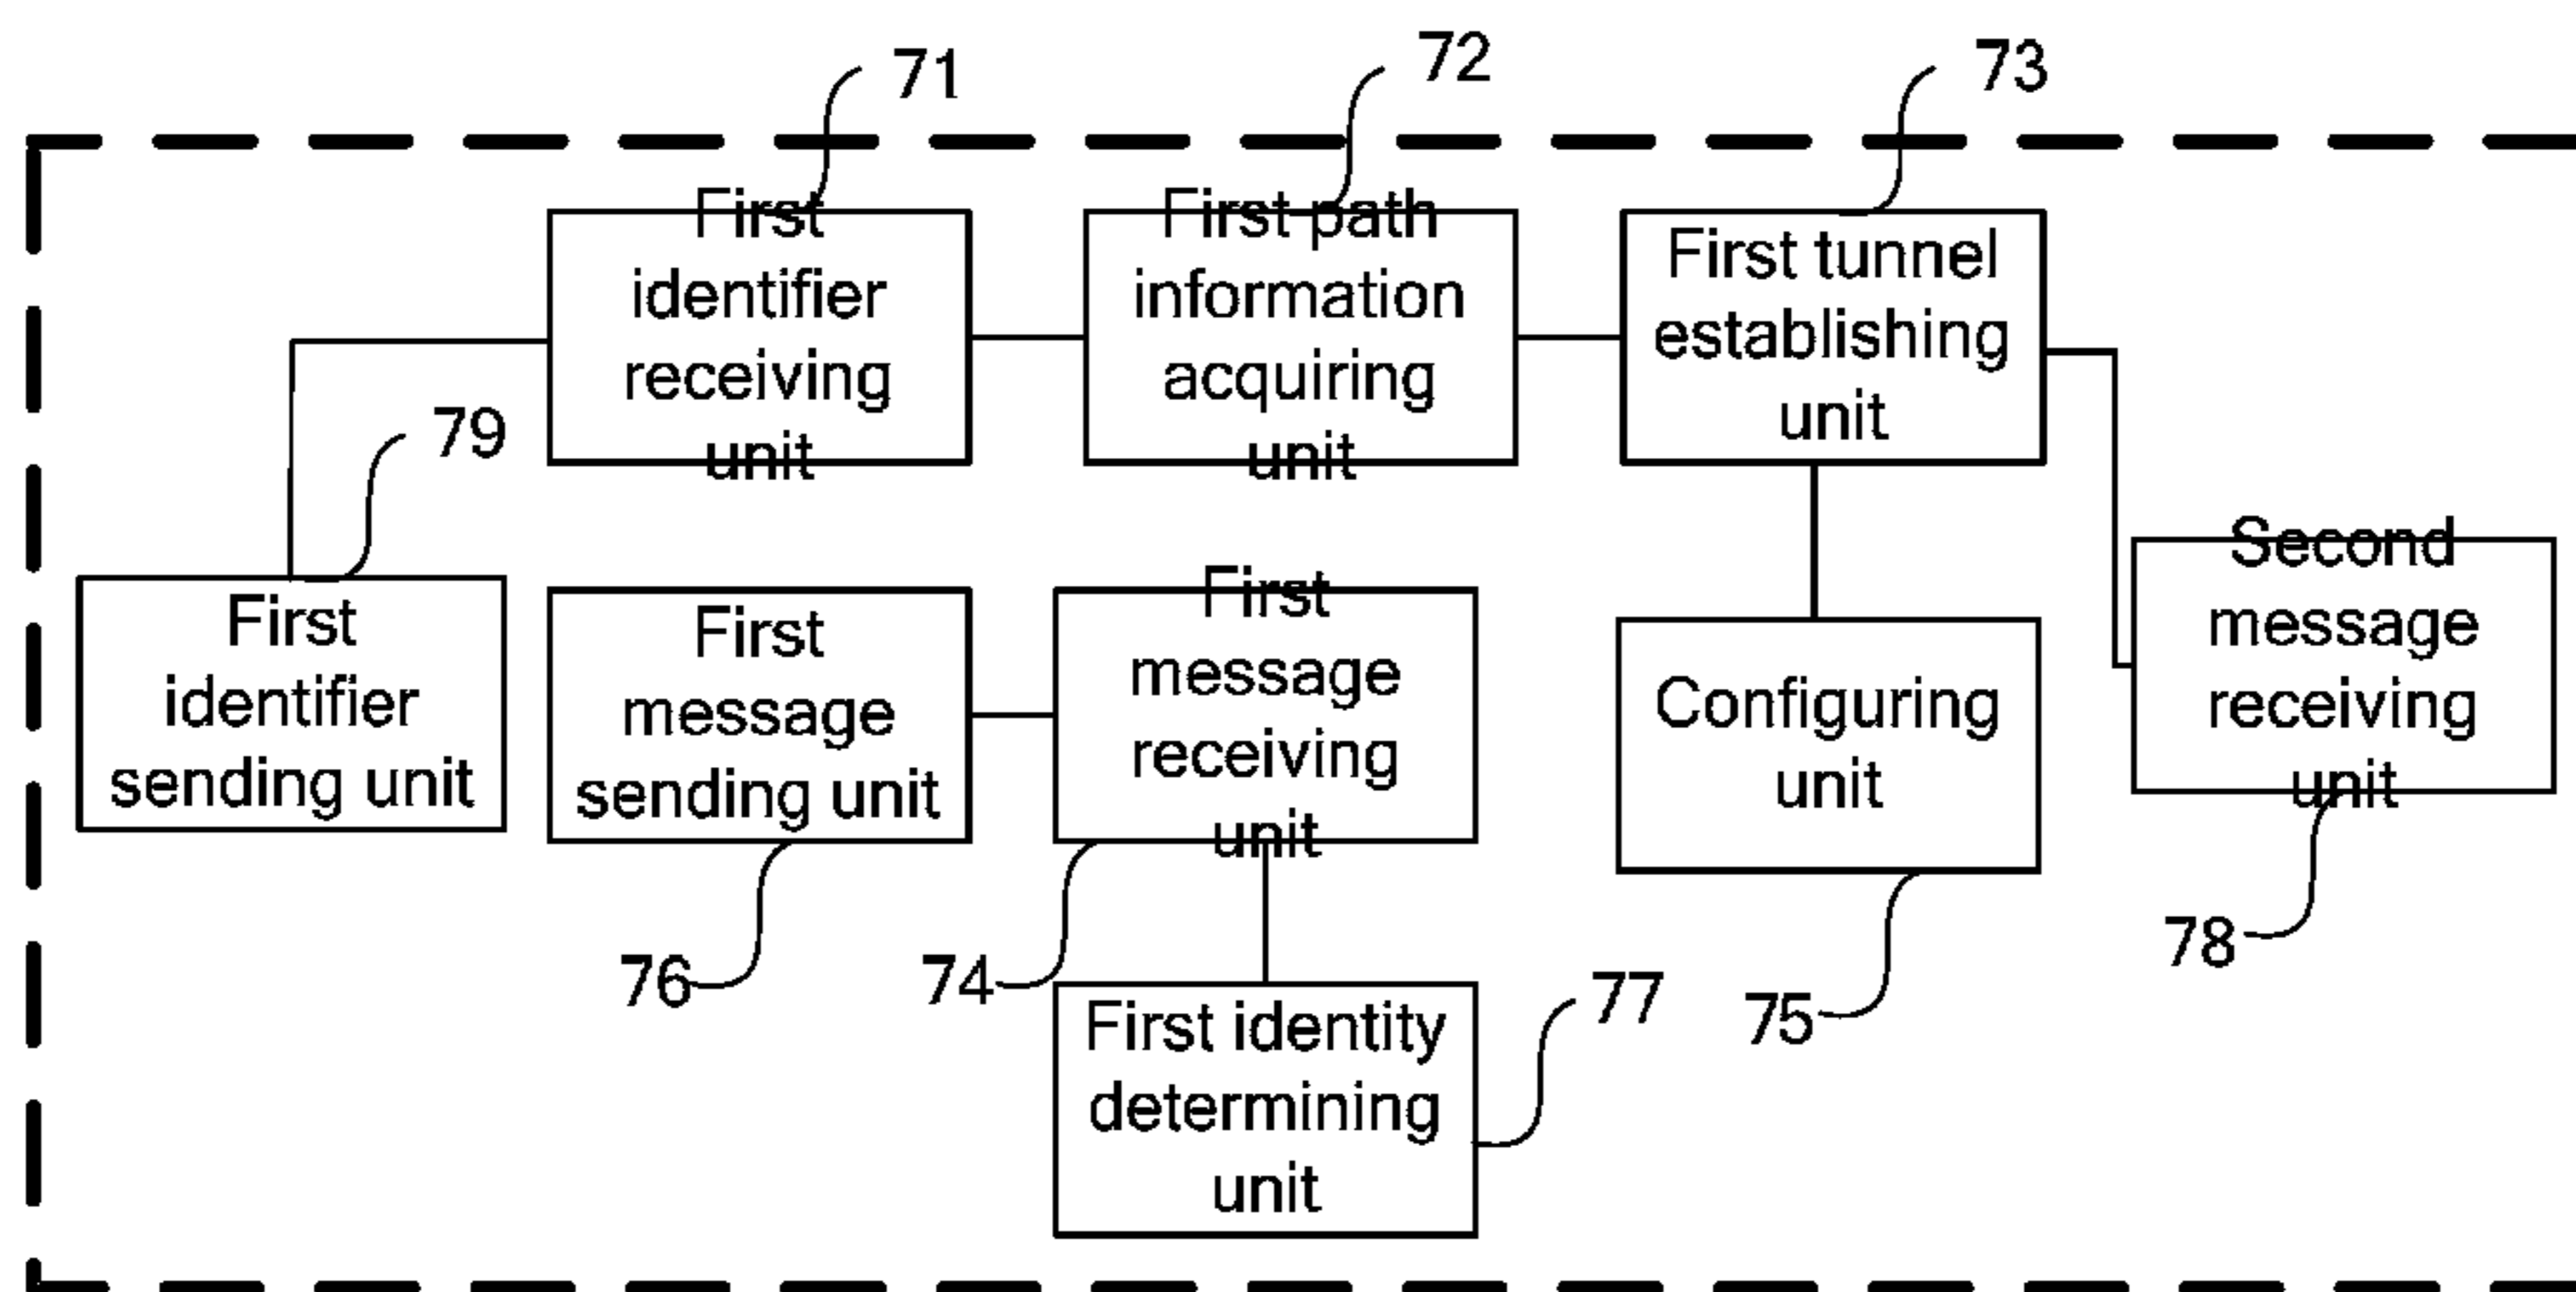 71
72
73
First
identifier
receiving
unit
First path
information
acquiring
unit
First tunnel
establishing
unit
79
First
identifier
sending unit
First
message
sending unit
First
message
receiving
unit
Configuring
unit
Second
message
receiving
unit
76
74
75
78
First identity
determining
unit
77